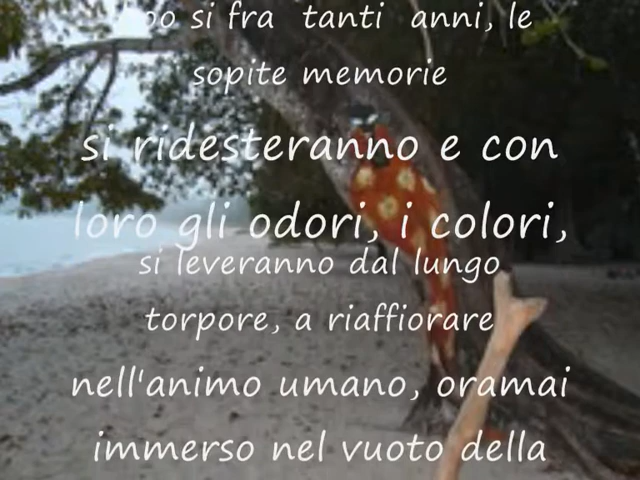 si fra tanti anni, le
sopite memorie
si ridesteranno e con
loro gli odori, i colori,
si leveranno dal lungo
torpore, a riaffiorare
nell'animo umano, oramai
immerso nel vuoto della